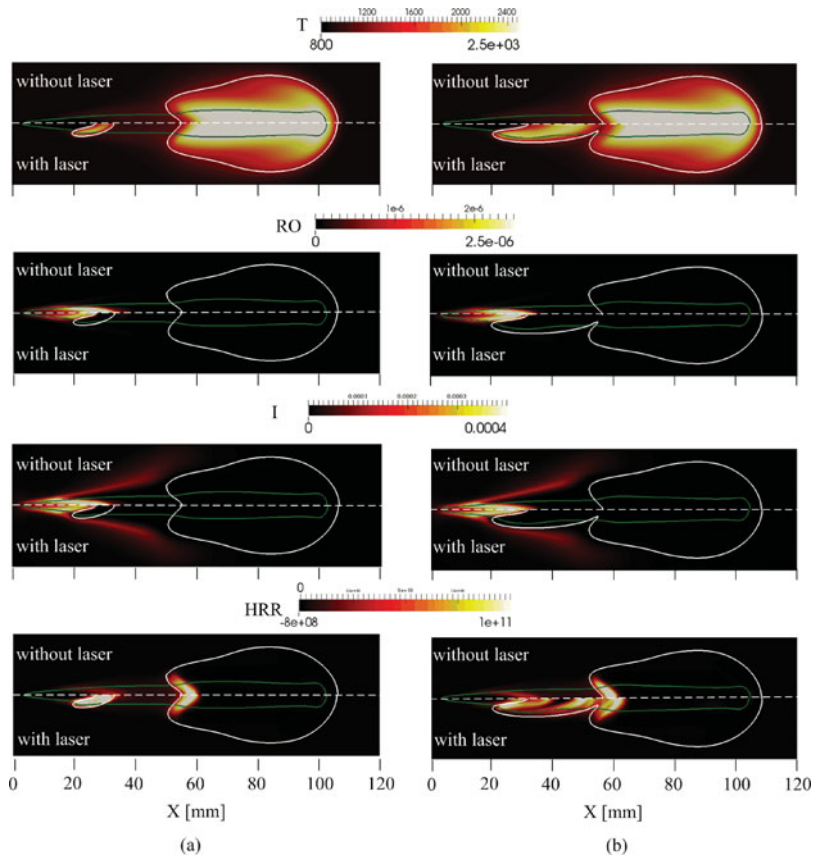 T
1200 1600 2000 2400
800 2.5e+03
without laser without laser
with laser with laser
RO
1e-6 2e-6
0 2.5e-06
without laser without laser
with laser with laser
I
0.0001 0.0002 0.0003
0 0.0004
without laser without laser
with laser with laser
0
HRR
-8e+08 1e+11
without laser without laser
with laser with laser
0 20 40 60 80 100 120 0 20 40 60 80 100 120
X [mm] X [mm]
(a) (b)